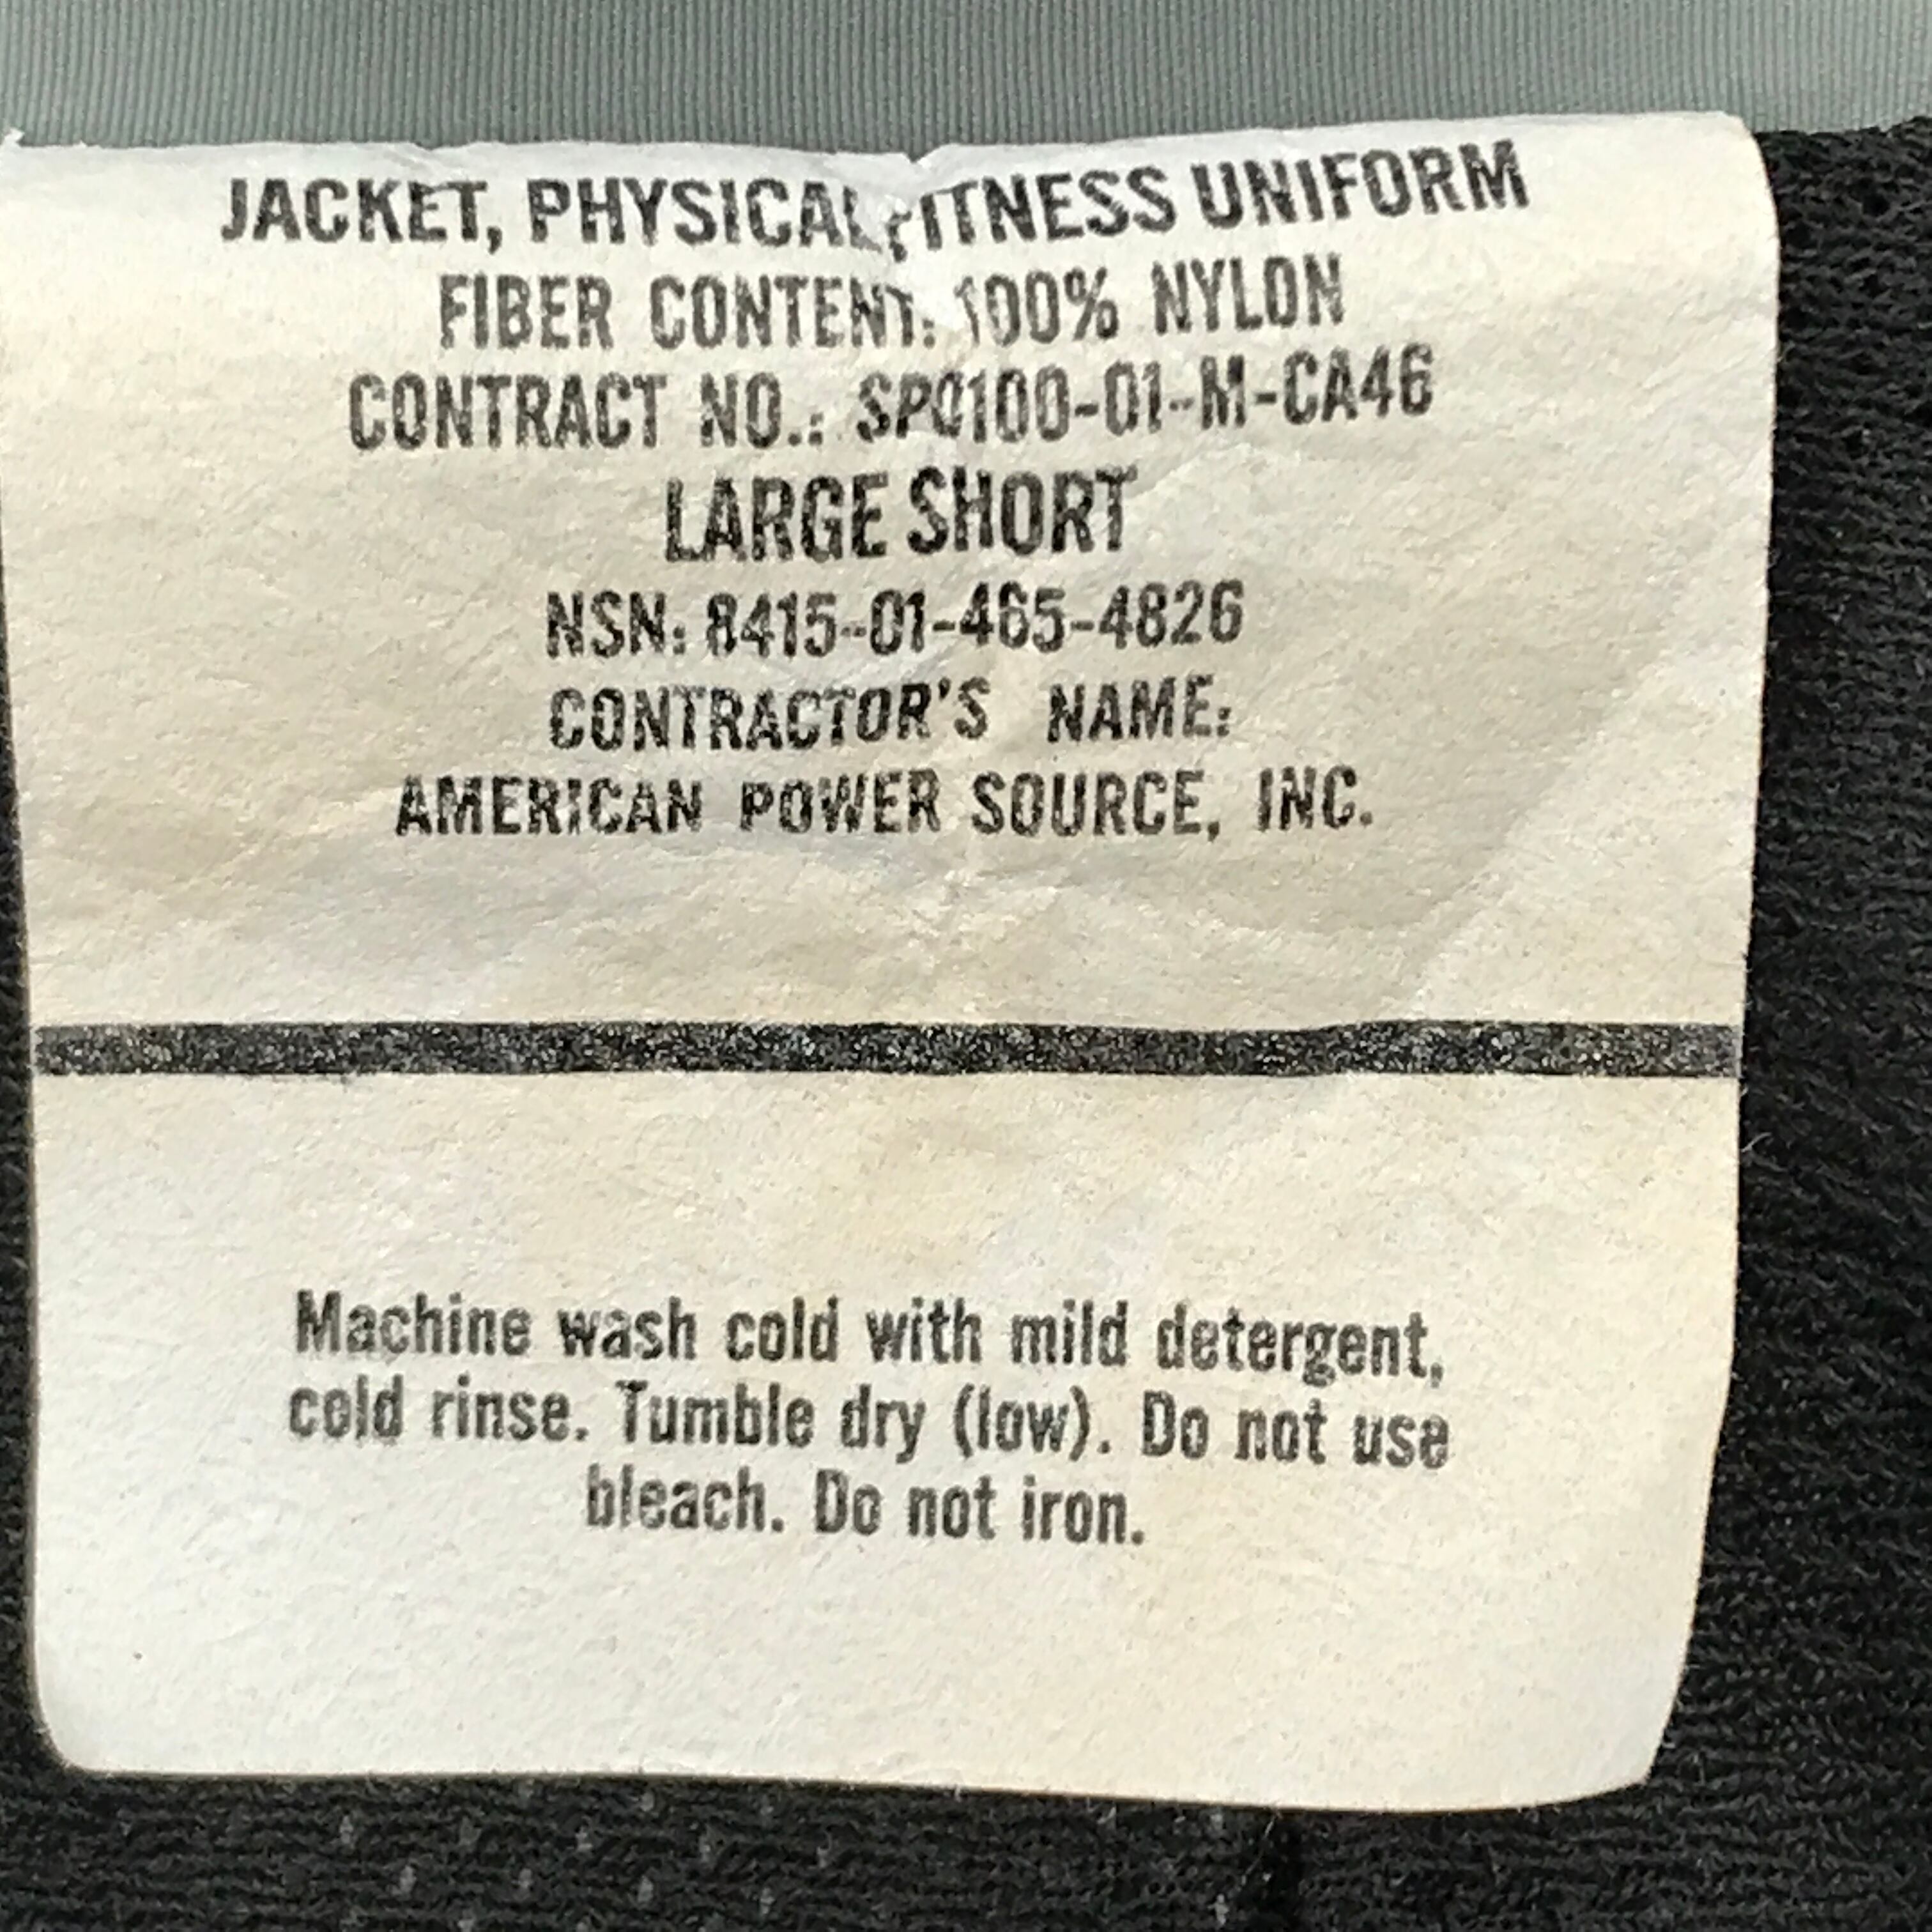 JACKET, PHYSICAL FITNESS UNIFORM
FIBER CONTENT: 100% NYLON
CONTRACT NO.: SP0100-01-M-CA46
LARGE SHORT
NSN: 8415-01-465-4826
CONTRACTOR'S NAME:
AMERICAN POWER SOURCE, INC.
Machine wash cold with mild detergent,
cold rinse. Tumble dry (low). Do not use
bleach. Do not iron.